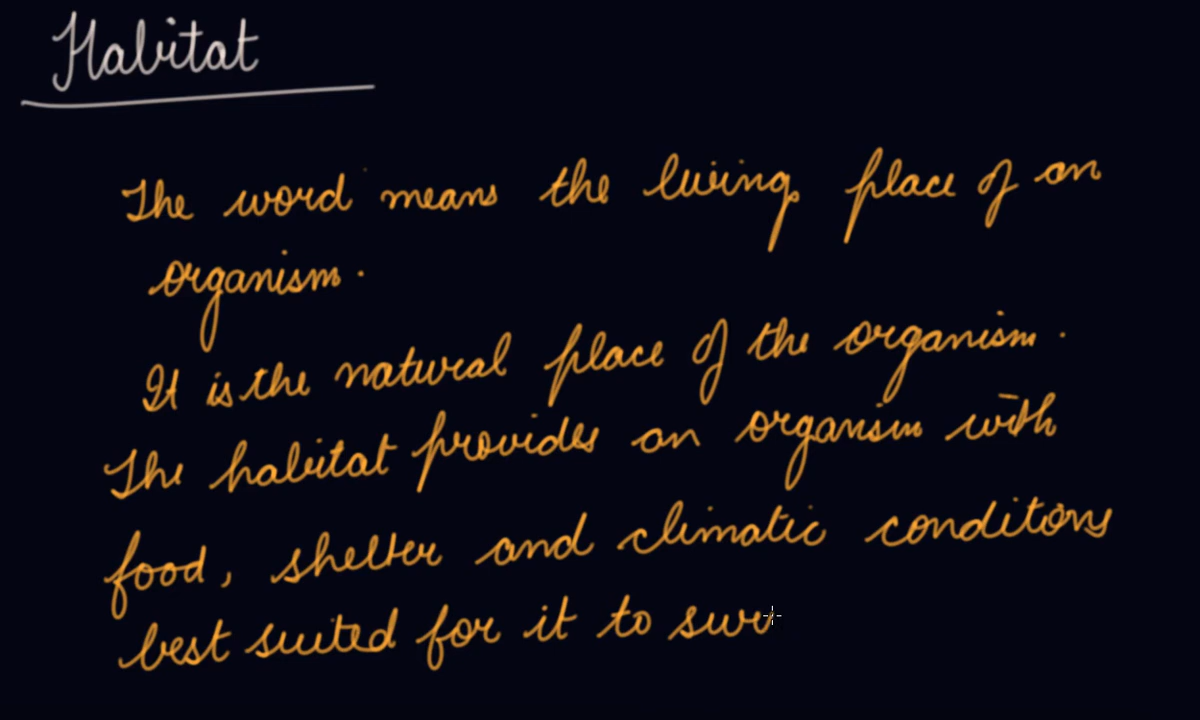 Habitat
The word means the living place of an
organism.
It is the natural place of the organism.
The habitat provides an organism with
food, shelter and climatic conditions
best suited for it to